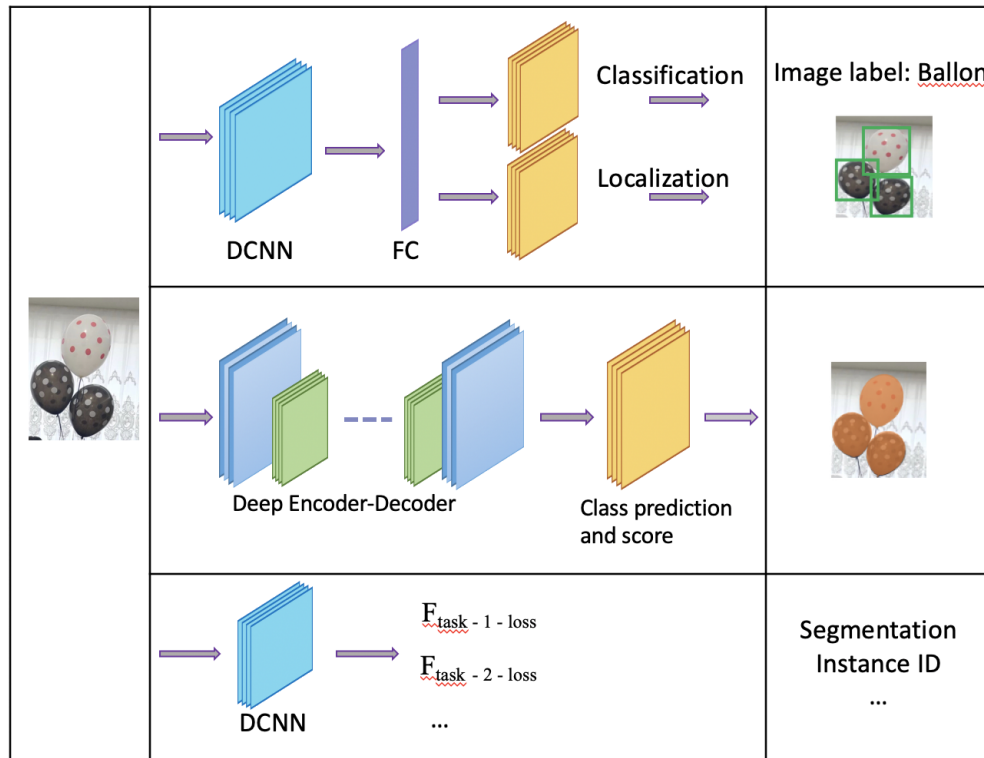 Classification
Image label: Ballon
Localization
DCNN
FC
Deep Encoder-Decoder
Class prediction
and score
F task - 1 - loss
F task - 2 - loss
...
DCNN
Segmentation
Instance ID
...